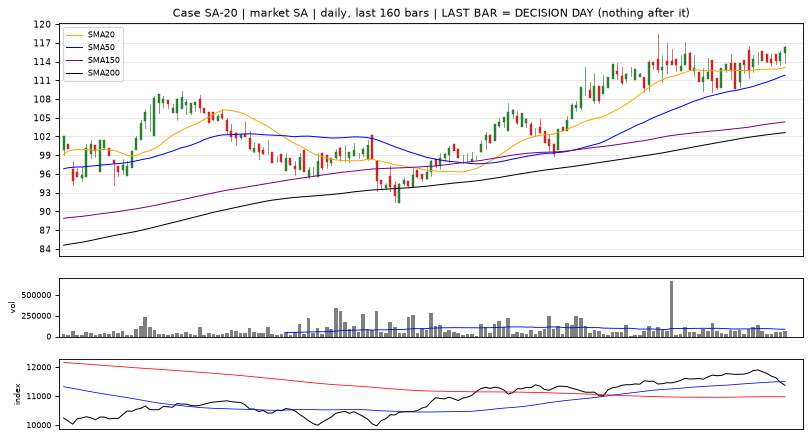 Case SA-20 | market SA | daily, last 160 bars | LAST BAR = DECISION DAY (nothing after it)
120
117
114
111
108
105
102
99
96
93
90
87
84
SMA20
SMA50
SMA150
SMA200
vol
500000
250000
0
index
12000
11000
10000